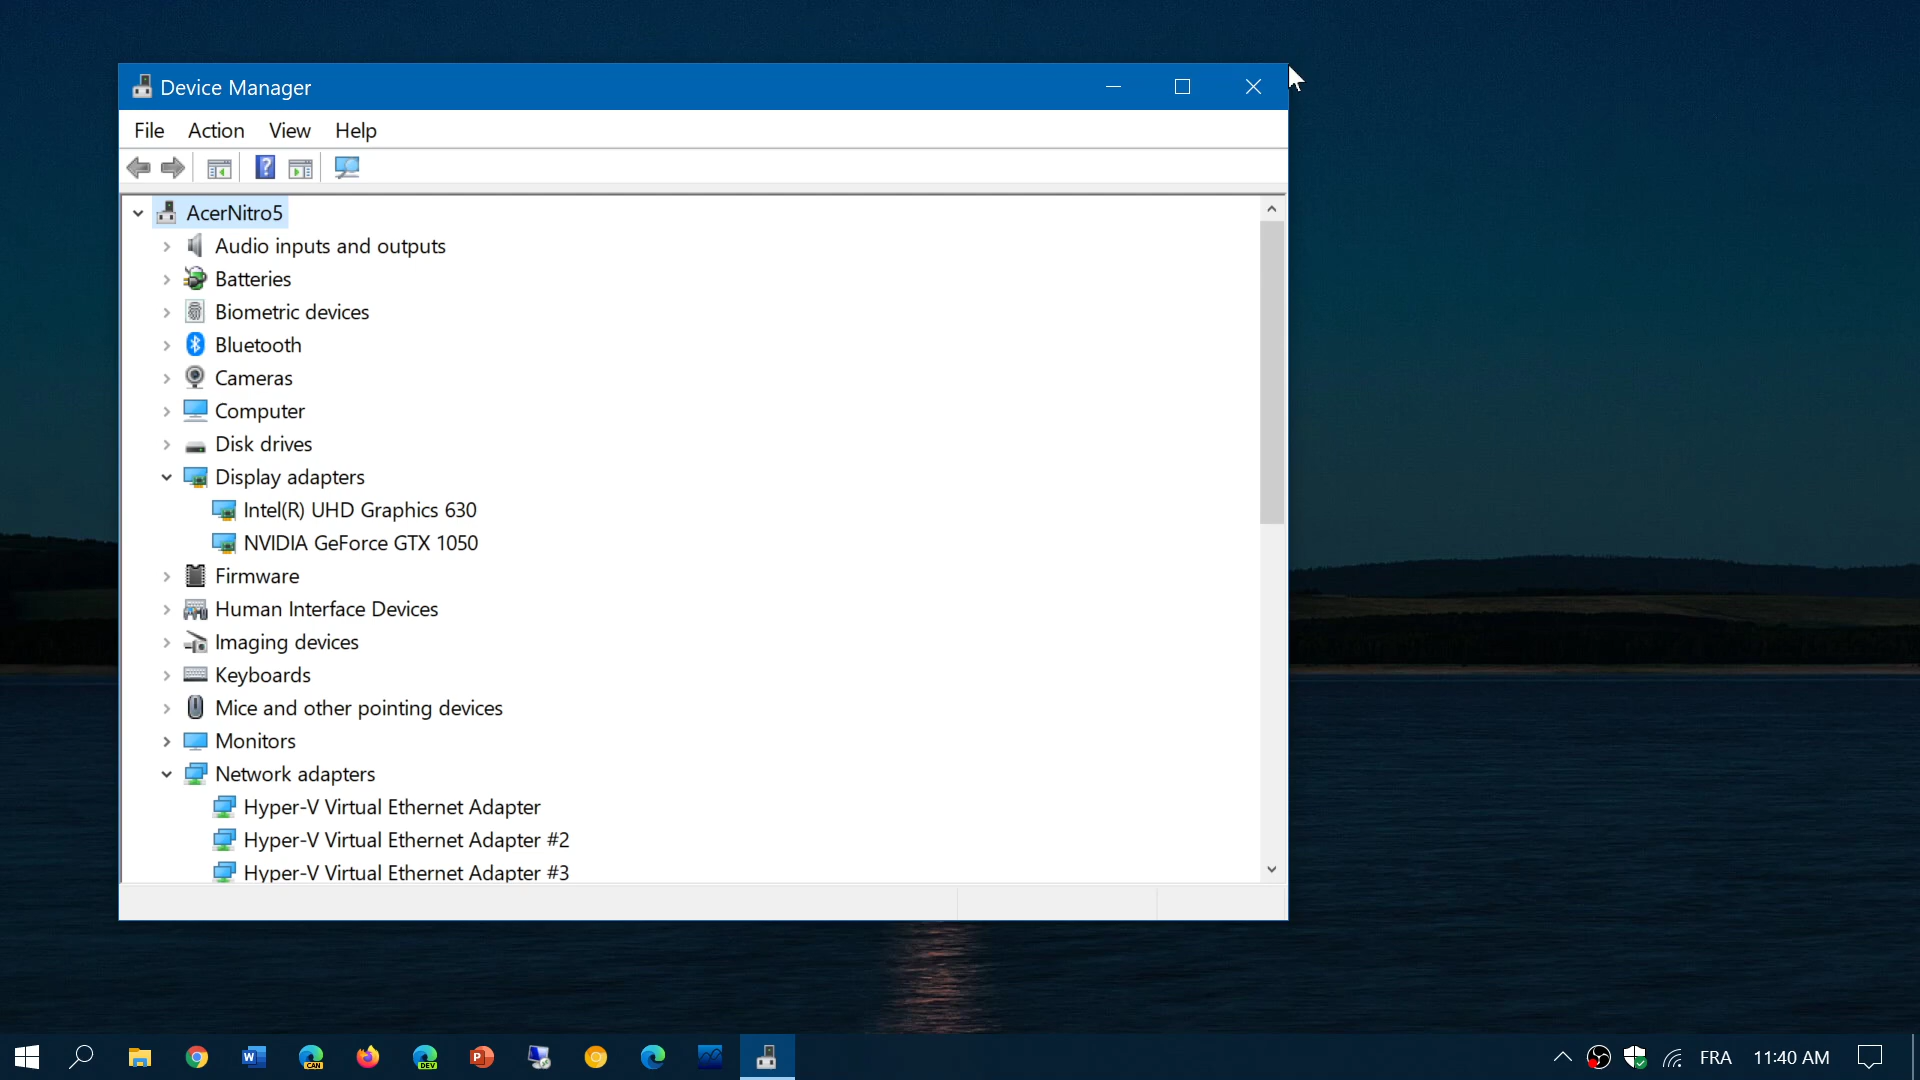 Device Manager
File Action View Help
?
AcerNitro5
Audio inputs and outputs
Batteries
Biometric devices
Bluetooth
Cameras
Computer
Disk drives
Display adapters
Intel(R) UHD Graphics 630
NVIDIA GeForce GTX 1050
Firmware
Human Interface Devices
Imaging devices
Keyboards
Mice and other pointing devices
Monitors
Network adapters
Hyper-V Virtual Ethernet Adapter
Hyper-V Virtual Ethernet Adapter #2
Hyper-V Virtual Ethernet Adapter #3
W CAN DEV P FRA 11:40 AM